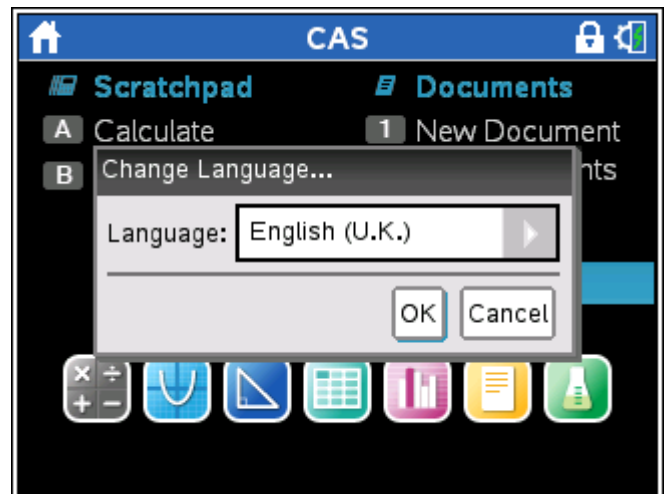 CAS
Scratchpad
Documents
A Calculate
1 New Document
B
nts
Change Language...
Language: English (U.K.)
OK Cancel